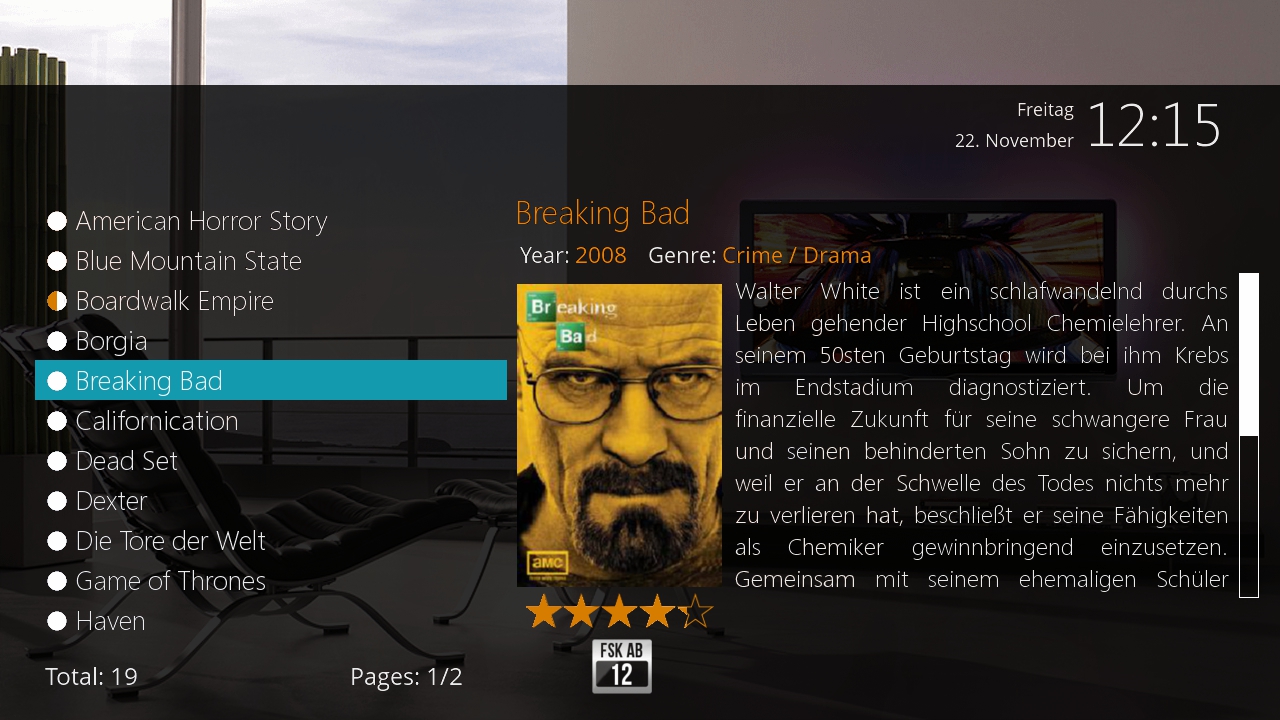 Freitag
22. November
12:15
American Horror Story
Blue Mountain State
Boardwalk Empire
Borgia
Breaking Bad
Californication
Dead Set
Dexter
Die Tore der Welt
Game of Thrones
Haven
Total: 19
Pages: 1/2
Breaking Bad
Year: 2008 Genre: Crime / Drama
Breaking
Bad
amc
Walter White ist ein schlafwandelnd durchs
Leben gehender Highschool Chemielehrer. An
seinem 50sten Geburtstag wird bei ihm Krebs
im Endstadium diagnostiziert. Um die
finanzielle Zukunft für seine schwangere Frau
und seinen behinderten Sohn zu sichern, und
weil er an der Schwelle des Todes nichts mehr
zu verlieren hat, beschließt er seine Fähigkeiten
als Chemiker gewinnbringend einzusetzen.
Gemeinsam mit seinem ehemaligen Schüler
FSK AB
12